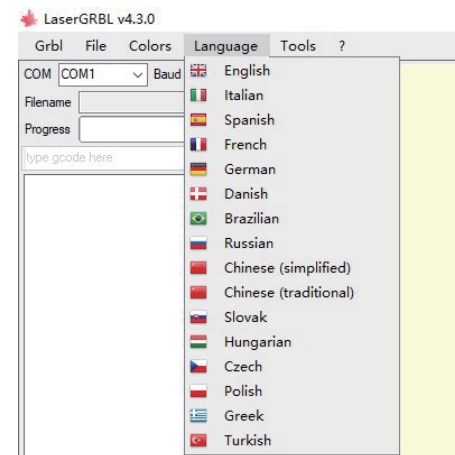 LaserGRBL v4.3.0
Grbl File Colors Language Tools ?
COM COM1 Baud
Filename
Progress
type gcode here
English
Italian
Spanish
French
German
Danish
Brazilian
Russian
Chinese (simplified)
Chinese (traditional)
Slovak
Hungarian
Czech
Polish
Greek
Turkish